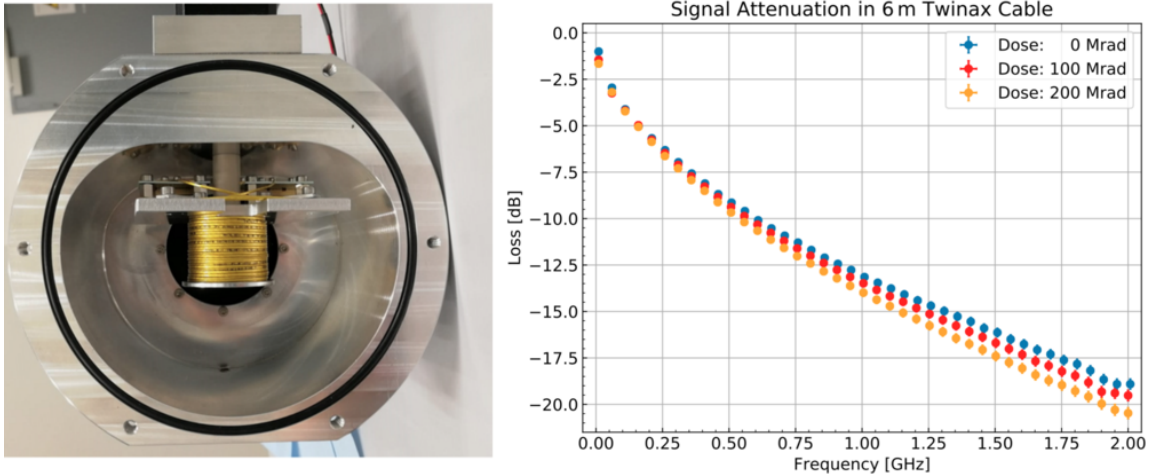 Signal Attenuation in 6 m Twinax Cable
Dose: 0 Mrad
Dose: 100 Mrad
Dose: 200 Mrad
Loss [dB]
0.0
−2.5
−5.0
−7.5
−10.0
−12.5
−15.0
−17.5
−20.0
0.00 0.25 0.50 0.75 1.00 1.25 1.50 1.75 2.00
Frequency [GHz]